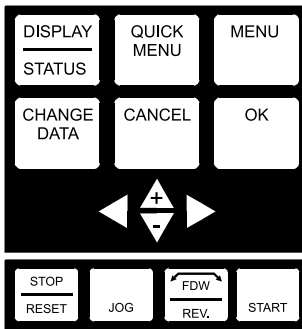 DISPLAY
STATUS
QUICK
MENU
MENU
CHANGE
DATA
CANCEL
OK
+
-
STOP
RESET
JOG
FDW
REV.
START